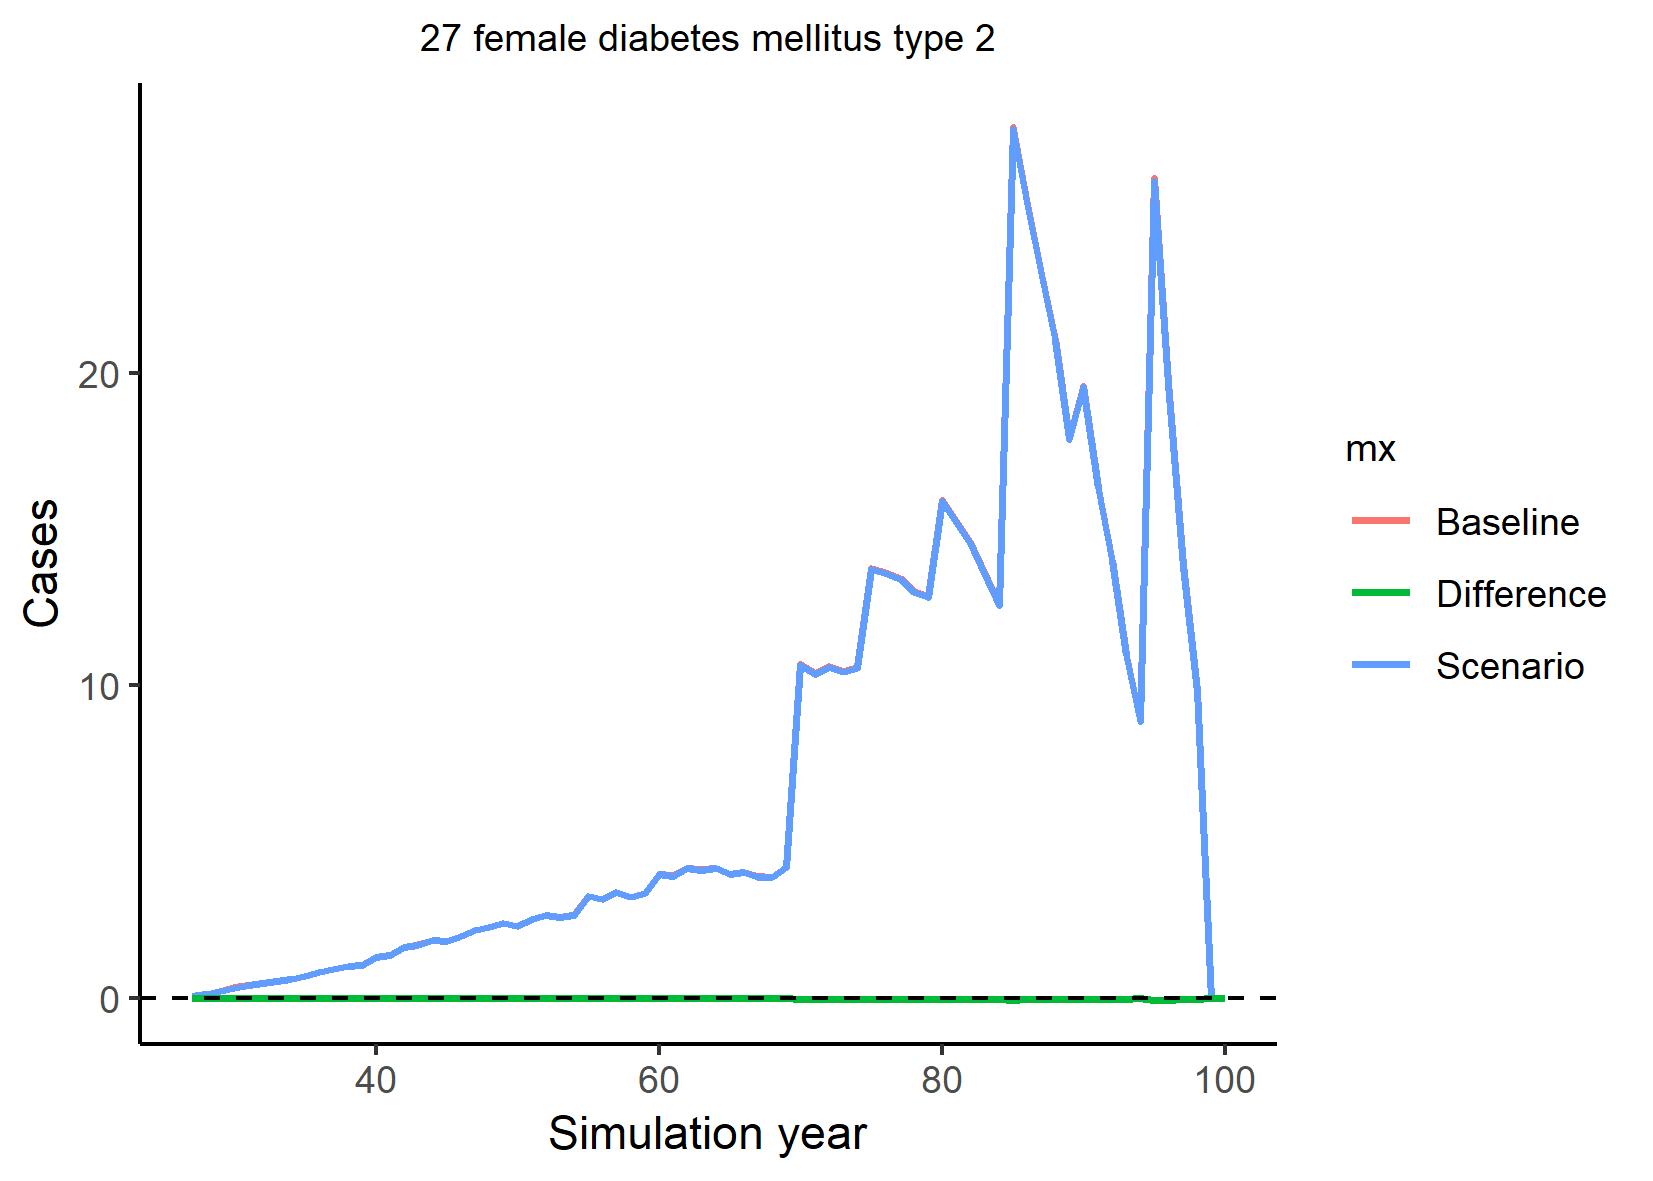 27 female diabetes mellitus type 2
Cases
20
10
0
40 60 80 100
Simulation year
mx
Baseline
Difference
Scenario